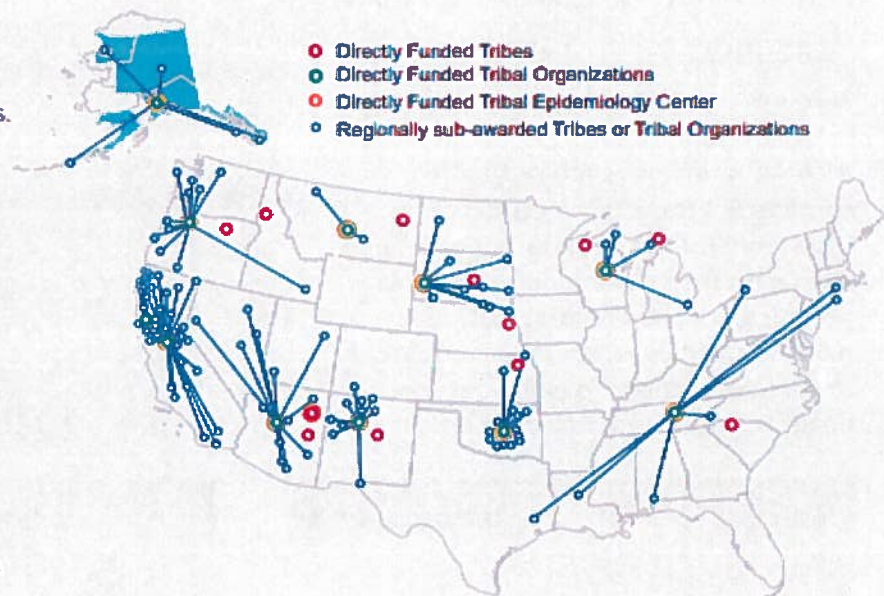 s.
Directly Funded Tribes
Directly Funded Tribal Organizations
Directly Funded Tribal Epidemiology Center
Regionally sub-awarded Tribes or Tribal Organizations